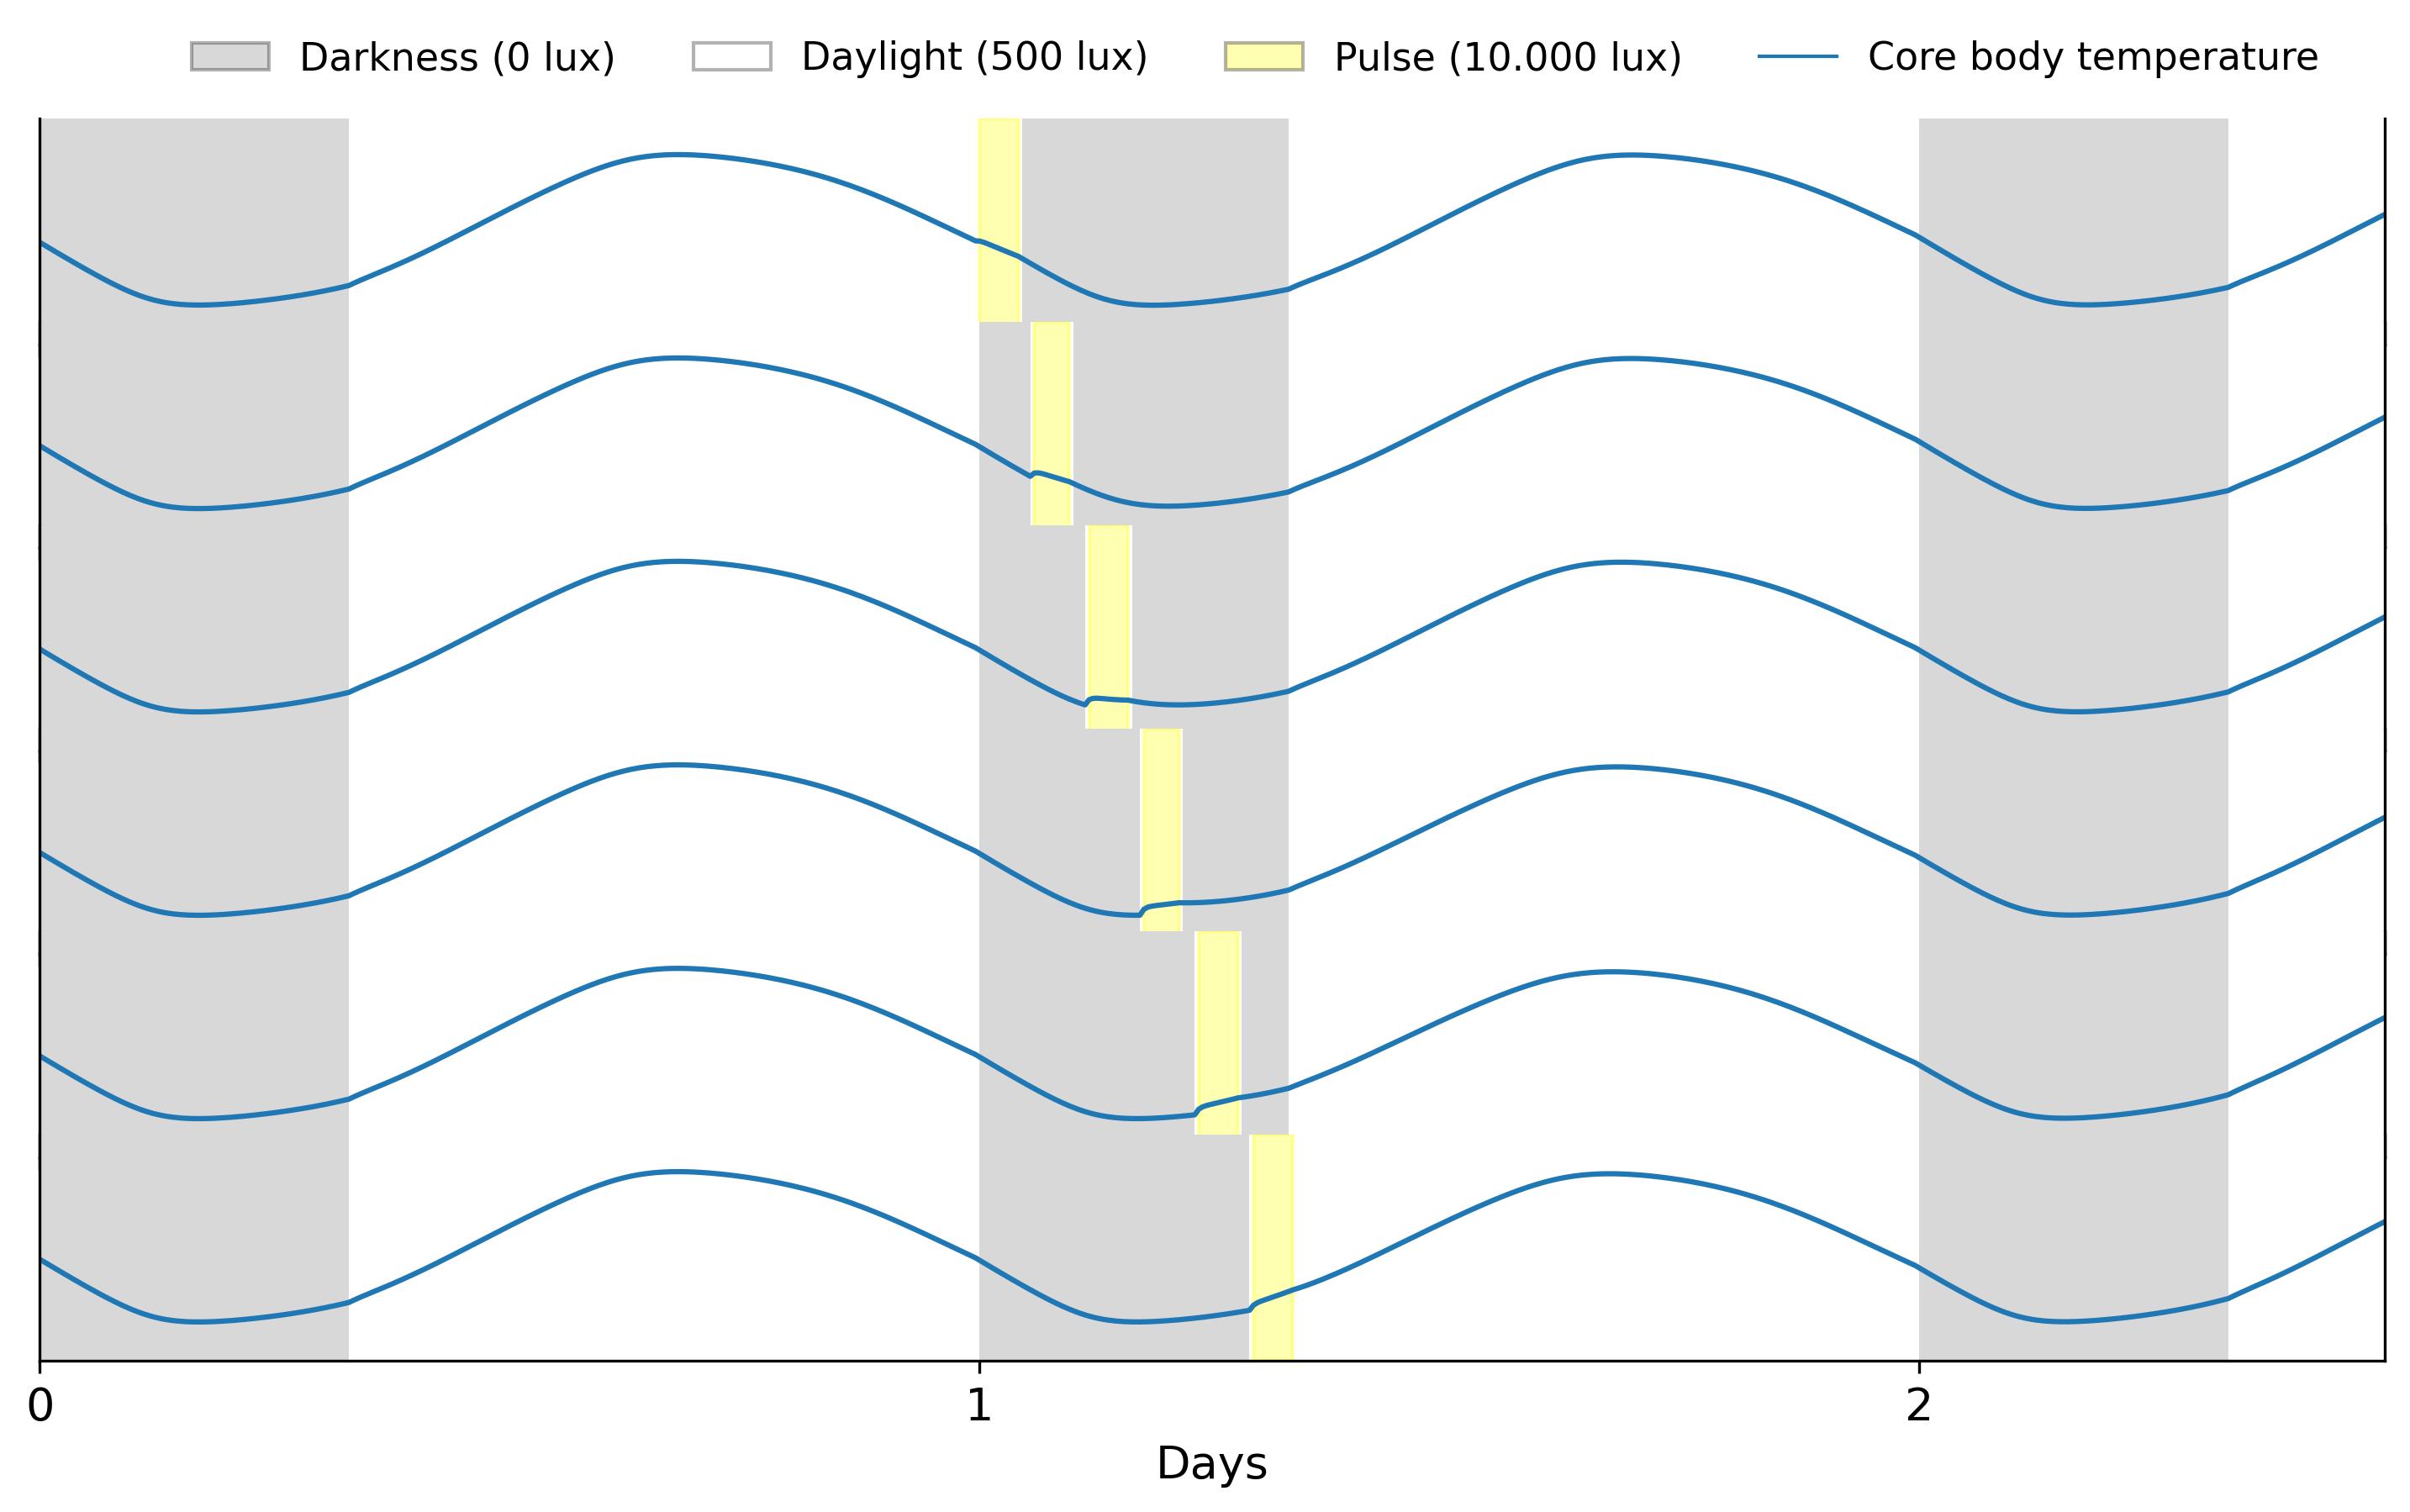 Darkness (0 lux) Daylight (500 lux) Pulse (10.000 lux) Core body temperature
0 1 2
Days